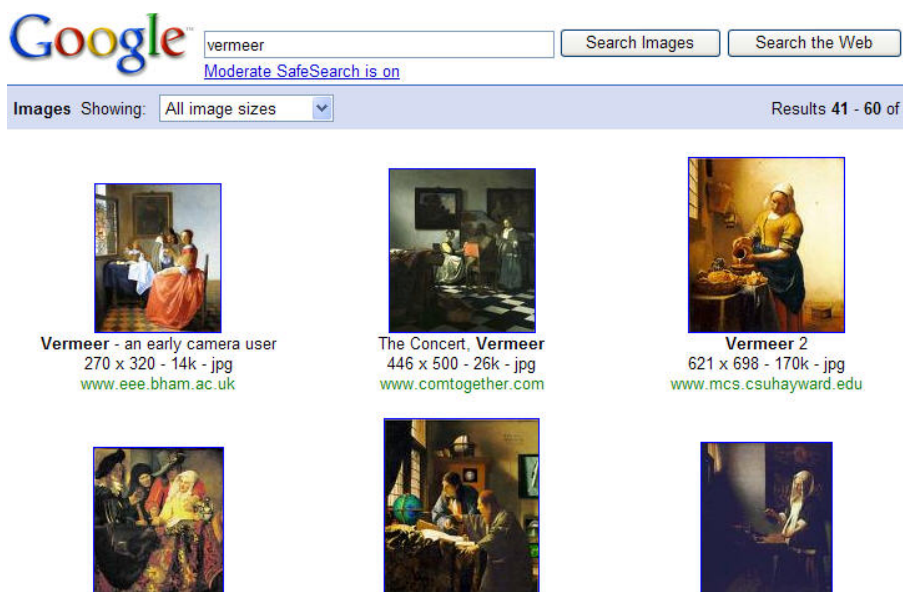 Google™
vermeer
Search Images
Search the Web
Moderate SafeSearch is on
Images Showing: All image sizes
Results 41 - 60 of
Vermeer - an early camera user
270 x 320 - 14k - jpg
www.eee.bham.ac.uk
The Concert, Vermeer
446 x 500 - 26k - jpg
www.comtogether.com
Vermeer 2
621 x 698 - 170k - jpg
www.mcs.csuhayward.edu